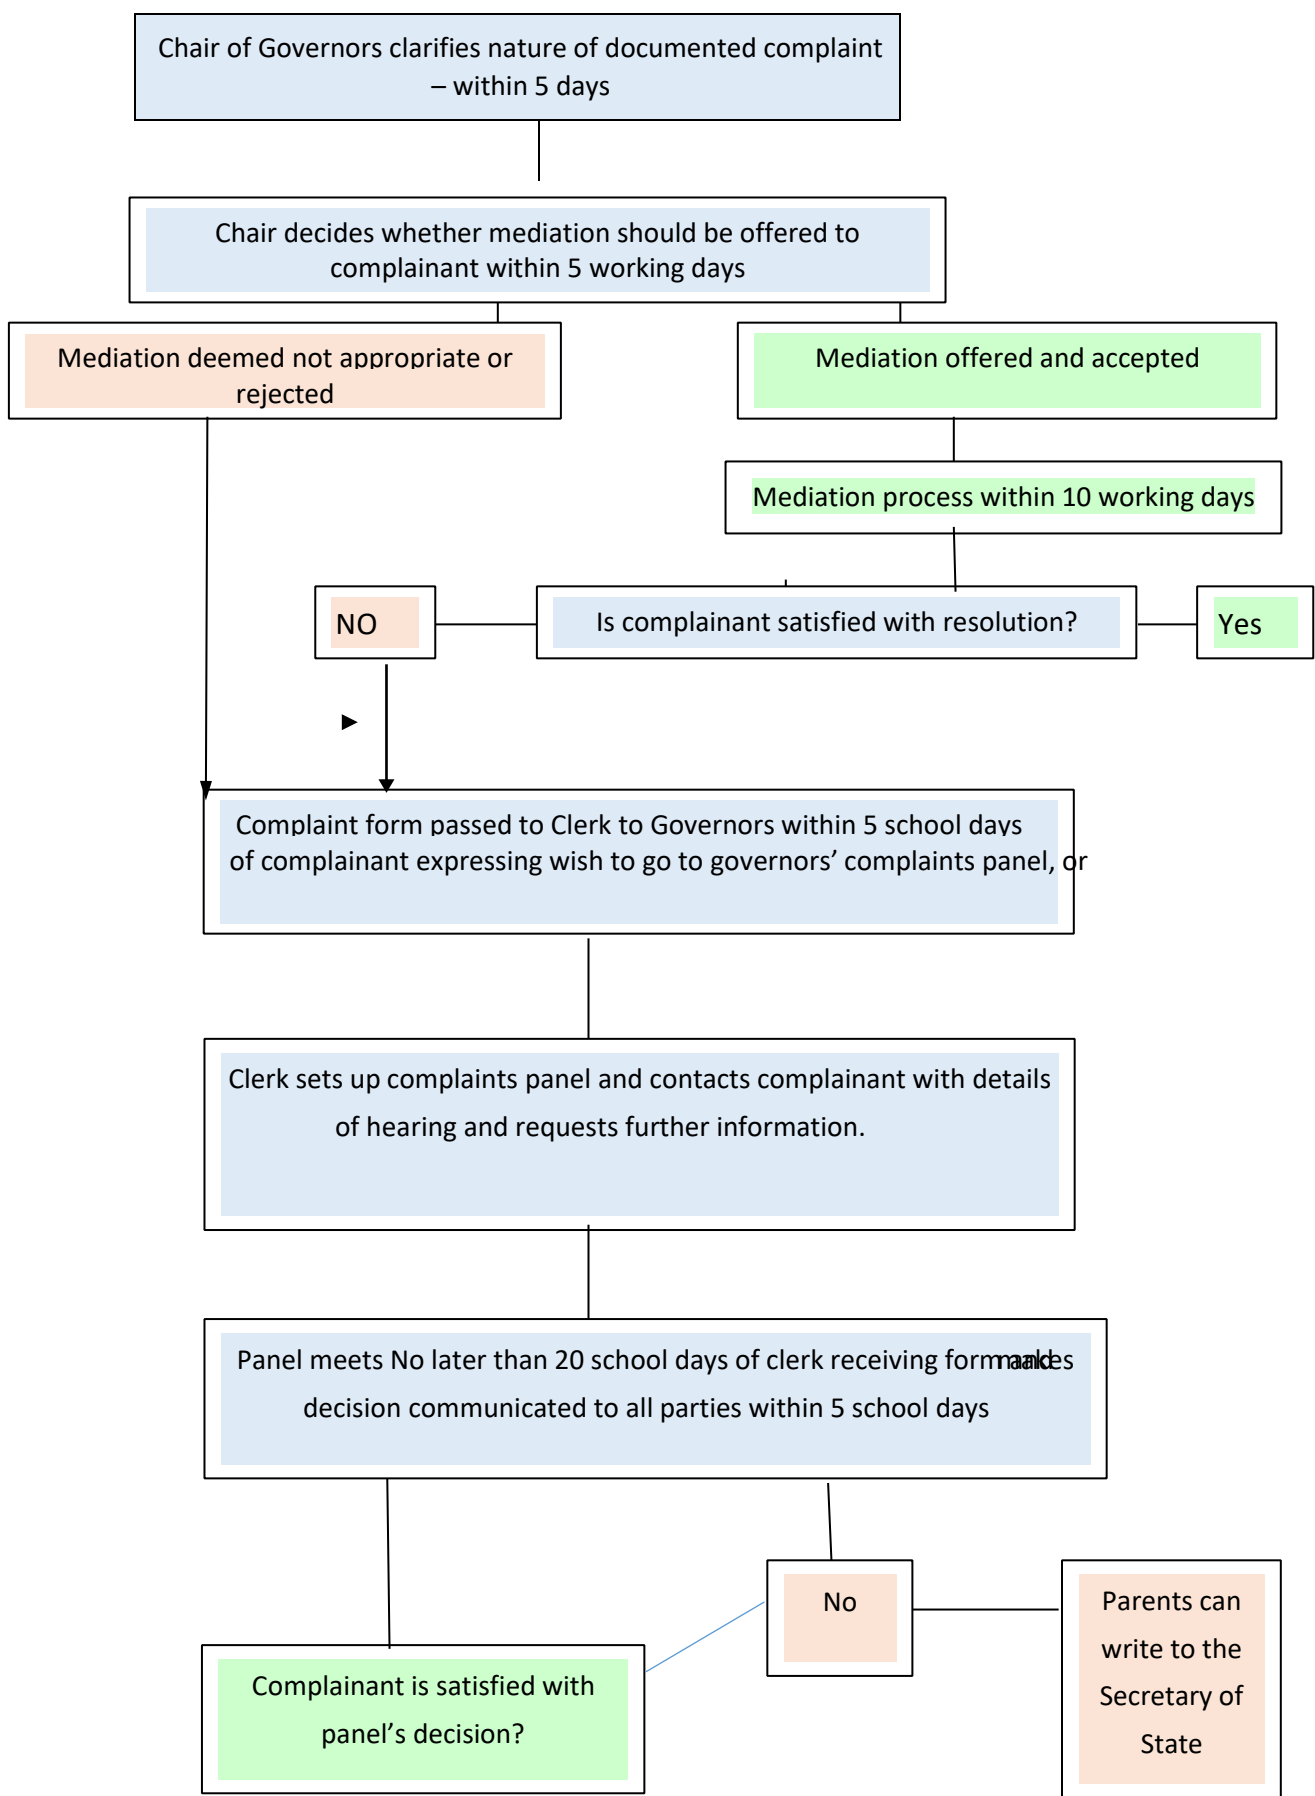 Chair of Governors clarifies nature of documented complaint
– within 5 days
Chair decides whether mediation should be offered to
complainant within 5 working days
Mediation deemed not appropriate or
rejected
Mediation offered and accepted
Mediation process within 10 working days
NO
Is complainant satisfied with resolution?
Yes
Complaint form passed to Clerk to Governors within 5 school days
of complainant expressing wish to go to governors’ complaints panel, or
Clerk sets up complaints panel and contacts complainant with details
of hearing and requests further information.
Panel meets No later than 20 school days of clerk receiving form and makes
decision communicated to all parties within 5 school days
No
Parents can
write to the
Secretary of
State
Complainant is satisfied with
panel’s decision?